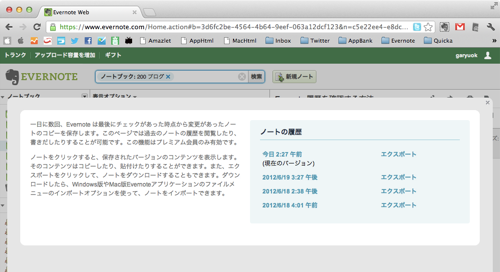 Evernote Web
https://www.evernote.com/Home.action#b=3d6fc2be-4564-4b64-9eef-063a12dcf123&n=c5e22ee4-e8dc...
Amazlet AppHtml MacHtml Inbox Twitter AppBank Evernote Quicka
トップページ アップロード容量を増加 ギフト garyuok
EVERNOTE ノートブック: 200 ブログ 検索 新規ノート
ノートブック 表示オプション
一日に数回、Evernote は最後にチェックがあった時点から変更があったノ
ートのコピーを保存します。このページでは過去のノートの履歴を閲覧したり、
書きだしたりすることが可能です。この機能はプレミアム会員のみ有効です。
ノートをクリックすると、保存されたバージョンのコンテンツを表示します。
そのコンテンツはコピーしたり、貼付けたりすることができます。また、エク
スポートをクリックして、ノートをダウンロードすることもできます。ダウン
ロードしたら、Windows版やMac版Evernoteアプリケーションのファイルメ
ニューのインポートオプションを使って、ノートをインポートできます。
ノートの履歴
今日 2:27 午前 エクスポート
(現在のバージョン)
2012/6/19 3:27 午後 エクスポート
2012/6/18 2:38 午後 エクスポート
2012/6/18 4:01 午前 エクスポート